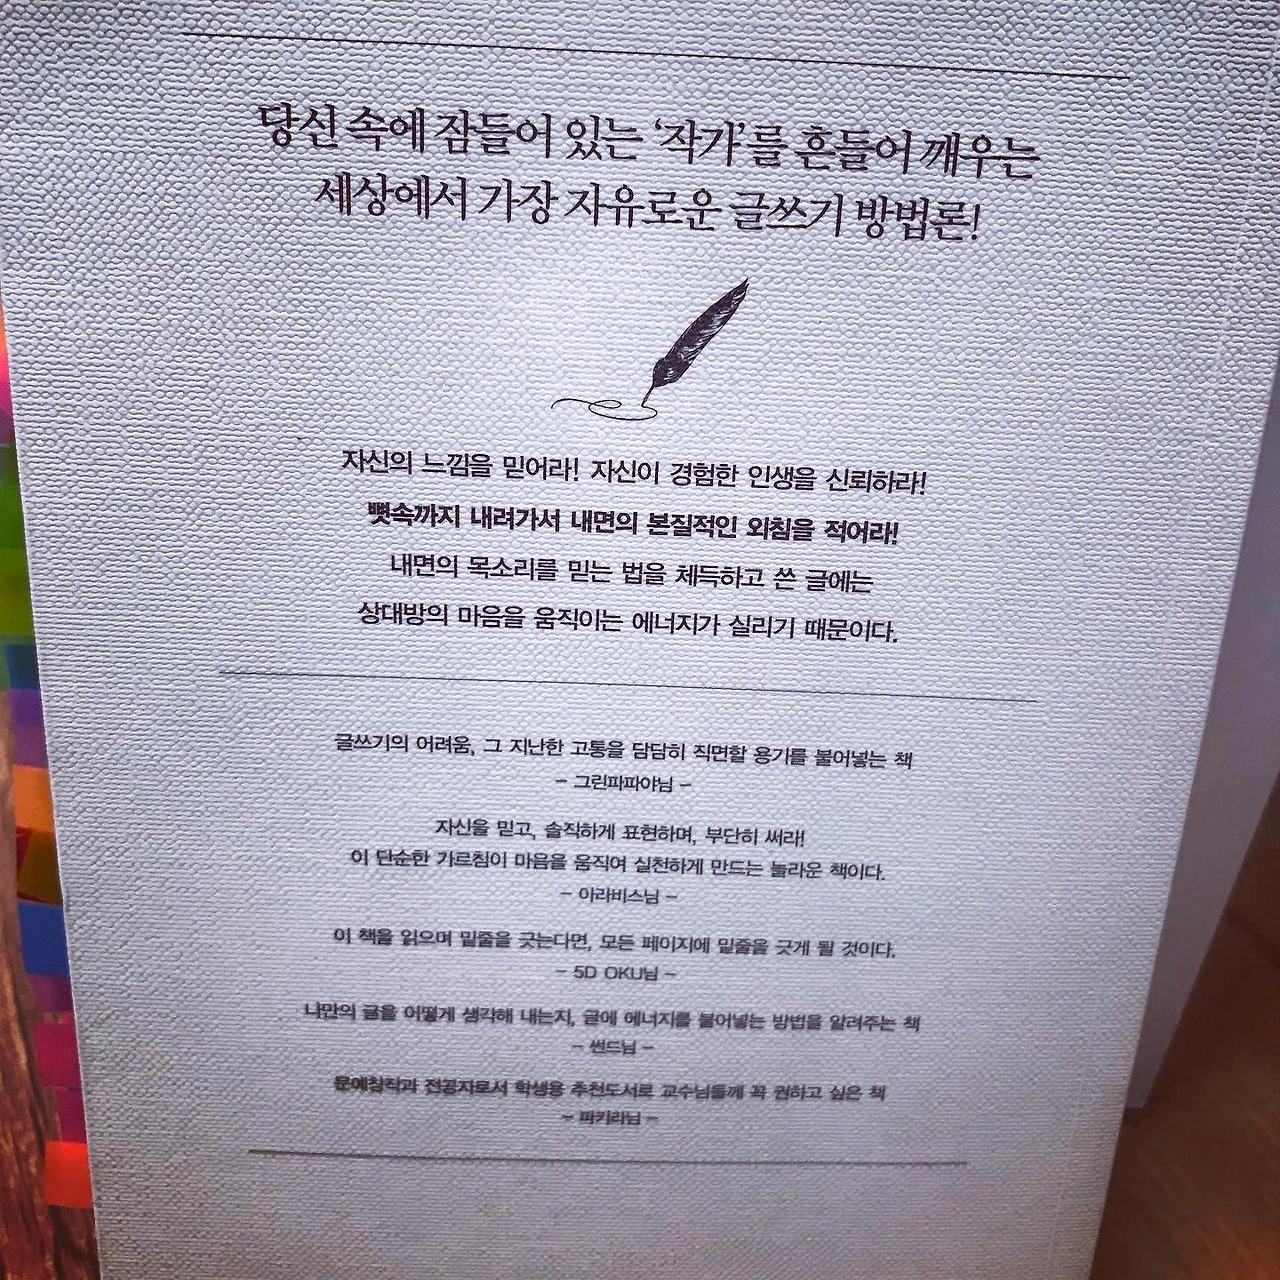 당신 속에 잠들어 있는 ‘작가’를 흔들어 깨우는
세상에서 가장 자유로운 글쓰기 방법론!
자신의 느낌을 믿어라! 자신이 경험한 인생을 신뢰하라!
뼛속까지 내려가서 내면의 본질적인 외침을 적어라!
내면의 목소리를 믿는 법을 체득하고 쓴 글에는
상대방의 마음을 움직이는 에너지가 실리기 때문이다.
글쓰기의 어려움, 그 지난한 고통을 담담히 직면할 용기를 불어넣는 책
– 그린파파야님 –
자신을 믿고, 솔직하게 표현하며, 부단히 써라!
이 단순한 가르침이 마음을 움직여 실천하게 만드는 놀라운 책이다.
– 아라비스님 –
이 책을 읽으며 밑줄을 긋는다면, 모든 페이지에 밑줄을 긋게 될 것이다.
– 5D OKU님 –
나만의 글을 어떻게 생각해 내는지, 글에 에너지를 불어넣는 방법을 알려주는 책
– 썬드님 –
문예창작과 전공자로서 학생용 추천도서로 교수님들께 꼭 권하고 싶은 책
– 파키라님 –